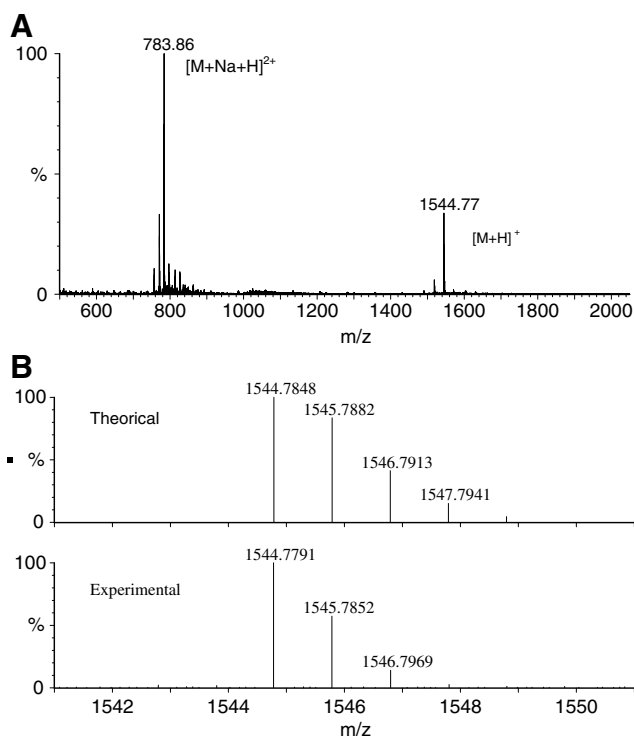 A
783.86
[M+Na+H]2+
100
%
1544.77
[M+H] +
0
600 800 1000 1200 1400 1600 1800 2000
m/z
B
1544.7848
100
1545.7882
Theorical
%
1546.7913
1547.7941
0
1544.7791
100
Experimental
1545.7852
%
1546.7969
0
1542 1544 1546 1548 1550
m/z